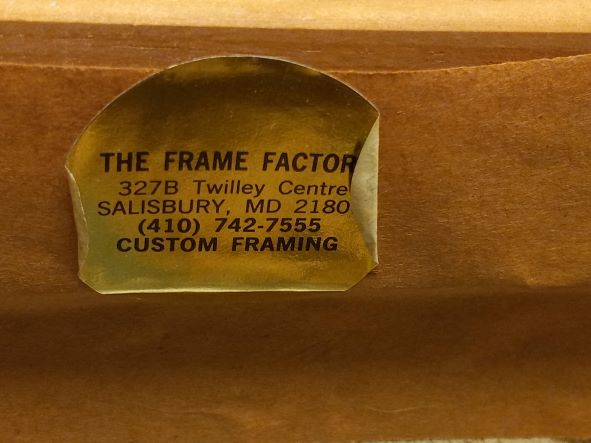 THE FRAME FACTOR
327B Twilley Centre
SALISBURY, MD 2180
(410) 742-7555
CUSTOM FRAMING